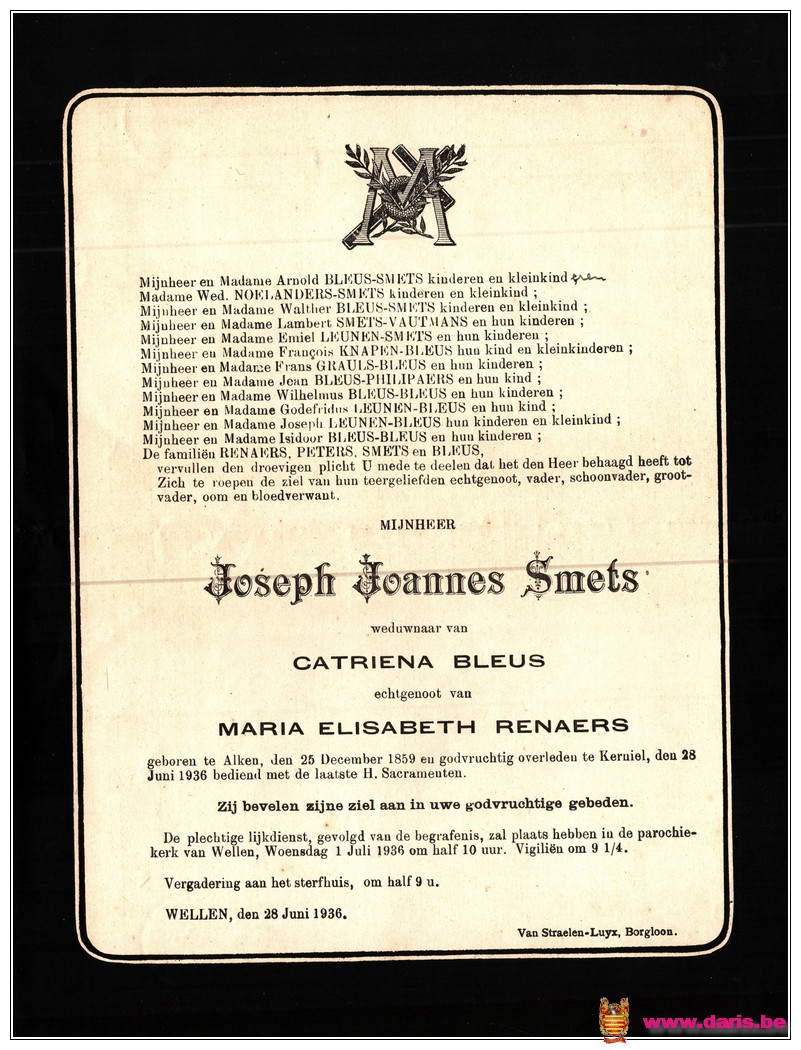 M
Mijnheer en Madame Arnold BLEUS-SMETS kinderen en kleinkinderen
Madame Wed. NOELANDERS-SMETS kinderen en kleinkind ;
Mijnheer en Madame Walther BLEUS-SMETS kinderen en kleinkind ;
Mijnheer en Madame Lambert SMETS-VAUTMANS en hun kinderen ;
Mijnheer en Madame Emiel LEUNEN-SMETS en hun kinderen ;
Mijnheer en Madame François KNAPEN-BLEUS hun kind en kleinkinderen ;
Mijnheer en Madame Frans GRAULS-BLEUS en hun kinderen ;
Mijnheer en Madame Jean BLEUS-PHILIPAERS en hun kind ;
Mijnheer en Madame Wilhelmus BLEUS-BLEUS en hun kinderen ;
Mijnheer en Madame Godefridus LEUNEN-BLEUS en hun kind ;
Mijnheer en Madame Joseph LEUNEN-BLEUS hun kinderen en kleinkind ;
Mijnheer en Madame Isidoor BLEUS-BLEUS en hun kinderen ;
De familiën RENAERS, PETERS, SMETS en BLEUS,
vervullen den droevigen plicht U mede te deelen dat het den Heer behaagd heeft tot
Zich te roepen de ziel van hun teergeliefden echtgenoot, vader, schoonvader, groot-
vader, oom en bloedverwant.
MIJNHEER
Joseph Joannes Smets
weduwnaar van
CATRIENA BLEUS
echtgenoot van
MARIA ELISABETH RENAERS
geboren te Alken, den 25 December 1859 en godvruchtig overleden te Kerniel, den 28
Juni 1936 bediend met de laatste H. Sacramenten.
Zij bevelen zijne ziel aan in uwe godvruchtige gebeden.
De plechtige lijkdienst, gevolgd van de begrafenis, zal plaats hebben in de parochie-
kerk van Wellen, Woensdag 1 Juli 1936 om half 10 uur. Vigiliën om 9 1/4.
Vergadering aan het sterfhuis, om half 9 u.
WELLEN, den 28 Juni 1936.
Van Straelen-Luyx, Borgloon.
www.daris.be